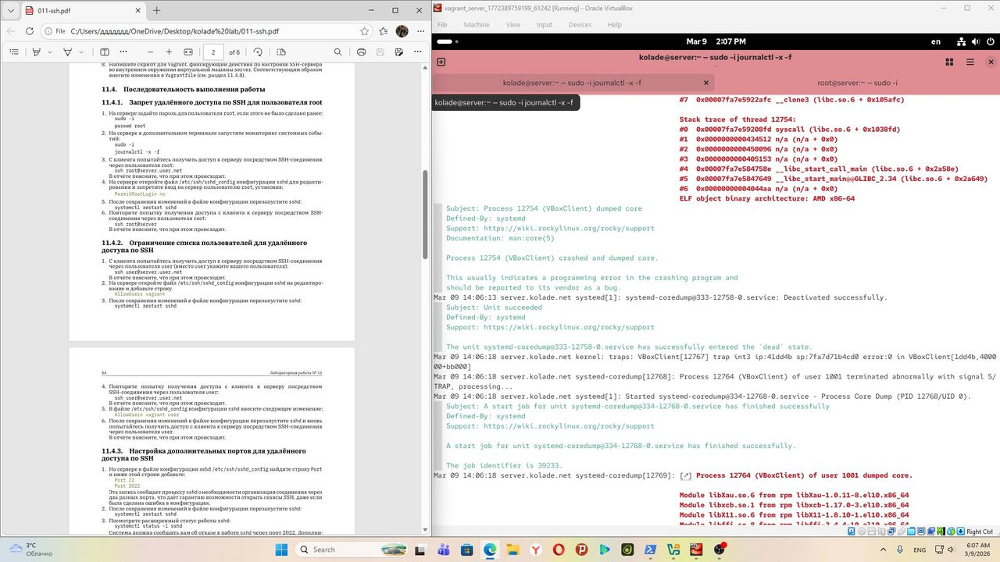 011-ssh.pdf
File
C:/Users/ддддддд/OneDrive/Desktop/kolade%20lab/011-ssh.pdf
2
of 6
8. Напишите скрипт для Vagrant, фиксирующий действия по настройке SSH-сервера
во внутреннем окружении виртуальной машины server. Соответствующим образом
внесите изменения в Vagrantfile (см. раздел 11.4.8).
11.4. Последовательность выполнения работы
11.4.1. Запрет удалённого доступа по SSH для пользователя root
1. На сервере задайте пароль для пользователя root, если этого не было сделано ранее:
sudo -i
passwd root
2. На сервере в дополнительном терминале запустите мониторинг системных собы-
тий:
sudo -i
journalctl -x -f
3. С клиента попытайтесь получить доступ к серверу посредством SSH-соединения
через пользователя root:
ssh root@server.user.net
В отчёте поясните, что при этом происходит.
4. На сервере откройте файл /etc/ssh/sshd_config конфигурации sshd для редакти-
рования и запретите вход на сервер пользователю root, установив:
PermitRootLogin no
5. После сохранения изменений в файле конфигурации перезапустите sshd:
systemctl restart sshd
6. Повторите попытку получения доступа с клиента к серверу посредством SSH-
соединения через пользователя root:
ssh root@server
В отчёте поясните, что при этом происходит.
11.4.2. Ограничение списка пользователей для удалённого
доступа по SSH
1. С клиента попытайтесь получить доступ к серверу посредством SSH-соединения
через пользователя user (вместо user укажите вашего пользователя):
ssh user@server.user.net
В отчёте поясните, что при этом происходит.
2. На сервере откройте файл /etc/ssh/sshd_config конфигурации sshd на редактиро-
вание и добавьте строку
AllowUsers vagrant
3. После сохранения изменений в файле конфигурации перезапустите sshd:
systemctl restart sshd
84
Лабораторная работа № 11
4. Повторите попытку получения доступа с клиента к серверу посредством
SSH-соединения через пользователя user:
ssh user@server.user.net
В отчёте поясните, что при этом происходит.
5. В файле /etc/ssh/sshd_config конфигурации sshd внесите следующее изменение:
AllowUsers vagrant user
6. После сохранения изменений в файле конфигурации перезапустите sshd и вновь
попытайтесь получить доступ с клиента к серверу посредством SSH-соединения
через пользователя user.
В отчёте поясните, что при этом происходит.
11.4.3. Настройка дополнительных портов для удалённого
доступа по SSH
1. На сервере в файле конфигурации sshd /etc/ssh/sshd_config найдите строку Port
и ниже этой строки добавьте:
Port 22
Port 2022
Эта запись сообщает процессу sshd о необходимости организации соединения через
два разных порта, что даёт гарантию возможности открыть сеансы SSH, даже если
была сделана ошибка в конфигурации.
2. После сохранения изменений в файле конфигурации перезапустите sshd:
systemctl restart sshd
3. Посмотрите расширенный статус работы sshd:
systemctl status -l sshd
Система должна сообщить вам об отказе в работе sshd через порт 2022. Дополни-
vagrant_server_1772389759199_61242 [Running] - Oracle VirtualBox
File Machine View Input Devices Help
Mar 9 2:07 PM
en
kolade@server:~ — sudo -i journalctl -x -f
kolade@server:~ — sudo -i journalctl -x -f
root@server:~ — sudo -i
kolade@server:~ — sudo -i journalctl -x -f
#7 0x00007fa7e5922afc __clone3 (libc.so.6 + 0x105afc)
Stack trace of thread 12754:
#0 0x00007fa7e59208fd syscall (libc.so.6 + 0x1038fd)
#1 0x0000000000434512 n/a (n/a + 0x0)
#2 0x0000000000450096 n/a (n/a + 0x0)
#3 0x0000000000405153 n/a (n/a + 0x0)
#4 0x00007fa7e584758e __libc_start_call_main (libc.so.6 + 0x2a58e)
#5 0x00007fa7e5847649 __libc_start_main@@GLIBC_2.34 (libc.so.6 + 0x2a649)
#6 0x00000000004044aa n/a (n/a + 0x0)
ELF object binary architecture: AMD x86-64
Subject: Process 12754 (VBoxClient) dumped core
Defined-By: systemd
Support: https://wiki.rockylinux.org/rocky/support
Documentation: man:core(5)
Process 12754 (VBoxClient) crashed and dumped core.
This usually indicates a programming error in the crashing program and
should be reported to its vendor as a bug.
Mar 09 14:06:13 server.kolade.net systemd[1]: systemd-coredump@333-12758-0.service: Deactivated successfully.
Subject: Unit succeeded
Defined-By: systemd
Support: https://wiki.rockylinux.org/rocky/support
The unit systemd-coredump@333-12758-0.service has successfully entered the 'dead' state.
Mar 09 14:06:18 server.kolade.net kernel: traps: VBoxClient[12767] trap int3 ip:41dd4b sp:7fa7d71b4cd0 error:0 in VBoxClient[1dd4b,4000
00+bb000]
Mar 09 14:06:18 server.kolade.net systemd-coredump[12768]: Process 12764 (VBoxClient) of user 1001 terminated abnormally with signal 5/
TRAP, processing...
Mar 09 14:06:18 server.kolade.net systemd[1]: Started systemd-coredump@334-12768-0.service - Process Core Dump (PID 12768/UID 0).
Subject: A start job for unit systemd-coredump@334-12768-0.service has finished successfully
Defined-By: systemd
Support: https://wiki.rockylinux.org/rocky/support
A start job for unit systemd-coredump@334-12768-0.service has finished successfully.
The job identifier is 39233.
Mar 09 14:06:18 server.kolade.net systemd-coredump[12769]: [↗] Process 12764 (VBoxClient) of user 1001 dumped core.
Module libXau.so.6 from rpm libXau-1.0.11-8.el10.x86_64
Module libxcb.so.1 from rpm libxcb-1.17.0-3.el10.x86_64
Module libX11.so.6 from rpm libX11-1.8.10-1.el10.x86_64
Right Ctrl
3°C
Облачно
Search
ENG
6:07 AM
3/9/2026